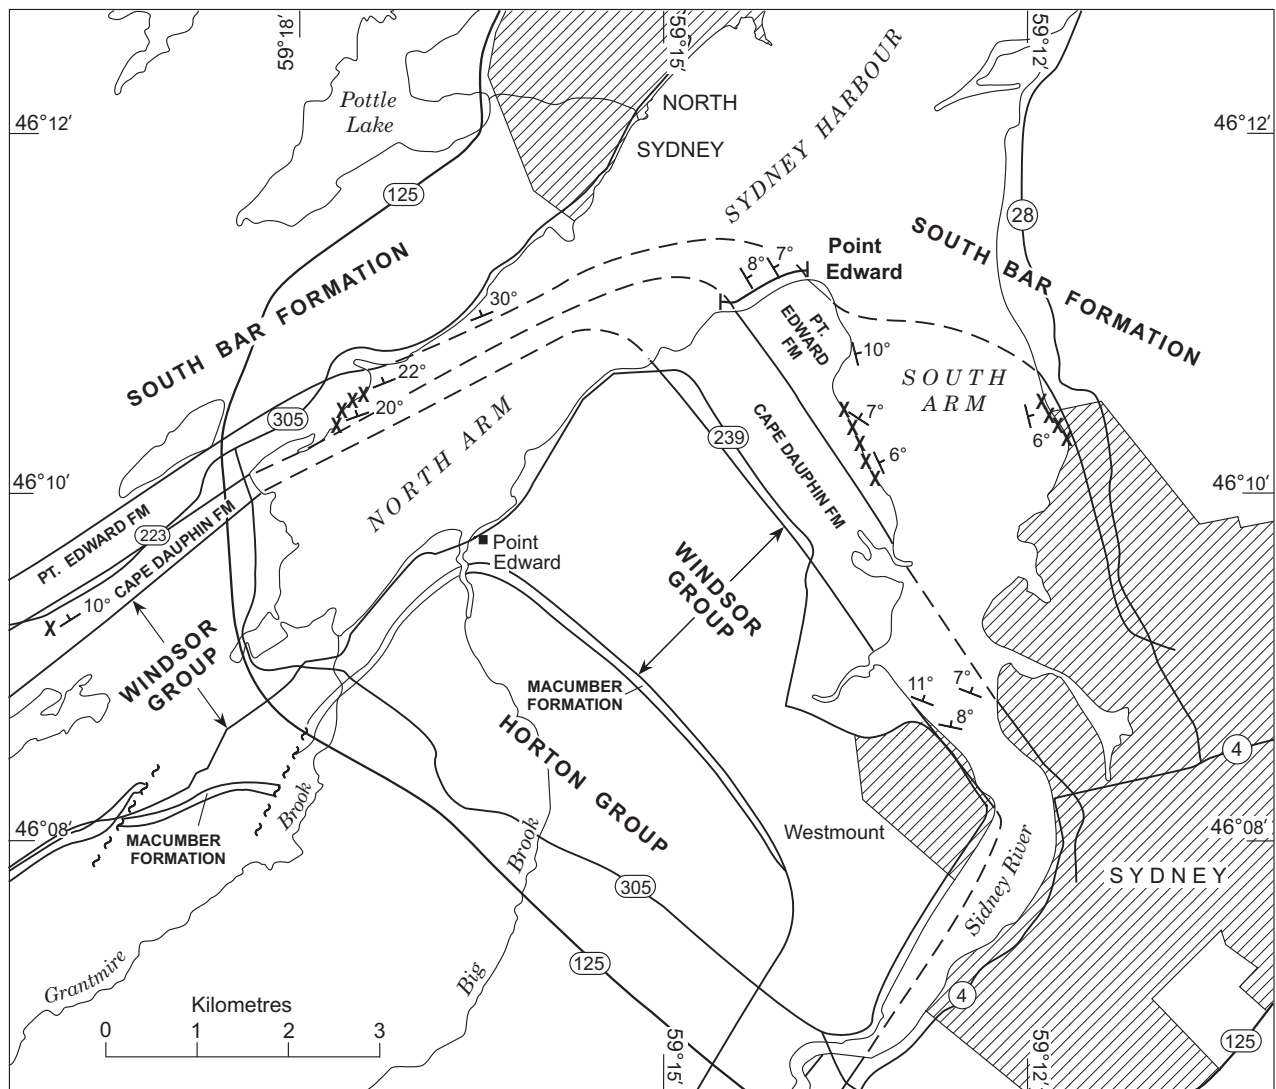 59°18′
59°15′
59°12′
Pottle
Lake
NORTH
SYDNEY
SYDNEY HARBOUR
46°12′
46°12′
125
28
SOUTH BAR FORMATION
SOUTH BAR FORMATION
Point
Edward
8°
7°
30°
PT.
EDWARD
FM
10°
22°
20°
305
SOUTH
ARM
7°
6°
6°
NORTH ARM
239
CAPE DAUPHIN FM
46°10′
46°10′
PT. EDWARD FM
223
CAPE DAUPHIN FM
10°
Point
Edward
WINDSOR
GROUP
WINDSOR
GROUP
MACUMBER
FORMATION
11°
7°
8°
HORTON GROUP
4
46°08′
46°08′
MACUMBER
FORMATION
Brook
Brook
Westmount
SYDNEY
Sidney River
305
125
Grantmire
Big
4
125
Kilometres
0 1 2 3
59°15′
59°12′